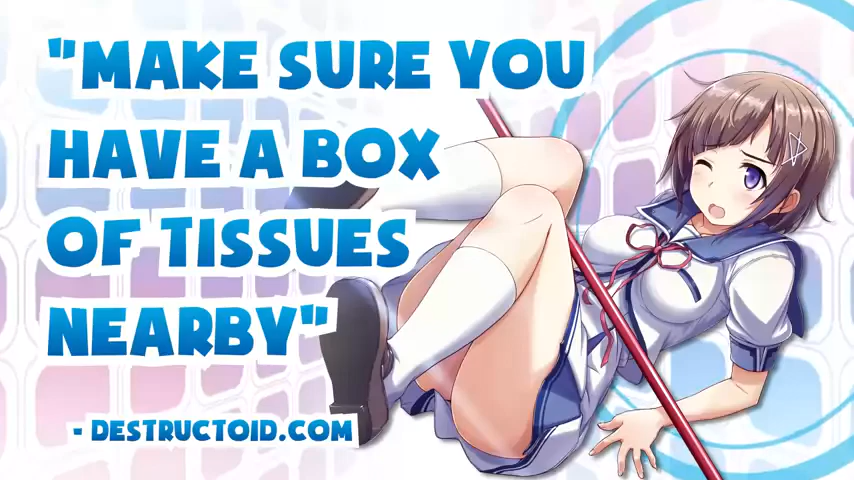 "MAKE SURE YOU
HAVE A BOX
OF TISSUES
NEARBY"
- DESTRUCTOID.COM